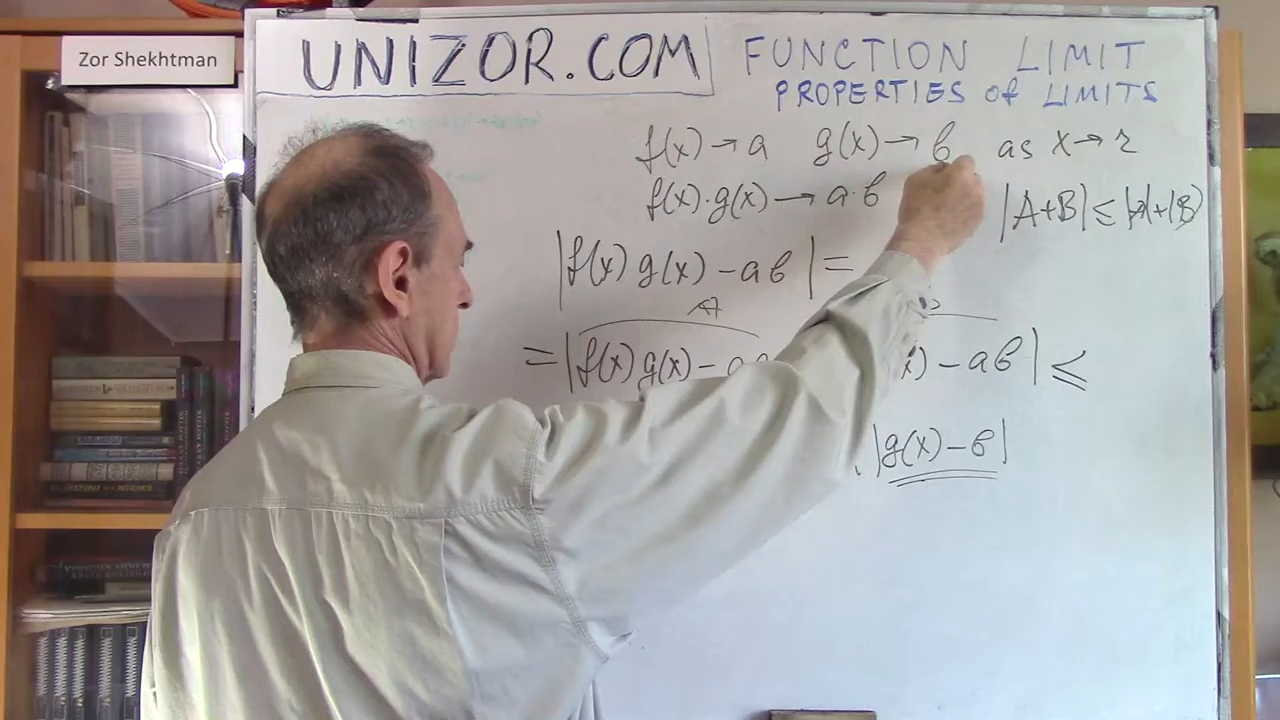 Zor Shekhtman
UNIZOR.COM
FUNCTION LIMIT
PROPERTIES of LIMITS
f(x)→a g(x)→b as x→r
f(x)·g(x)→a·b
|A+B|≤|A|+|B|
|f(x)g(x)-ab|=
A
=|f(x)g(x)-a
x)-ab|≤
·|g(x)-b|